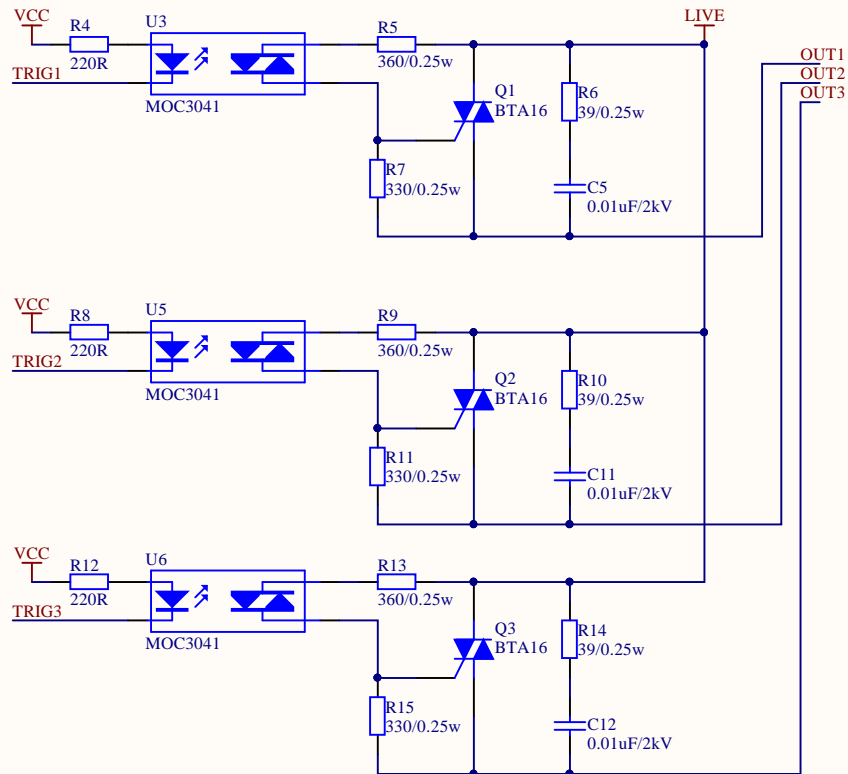 VCC
R4
220R
TRIG1
U3
MOC3041
R5
360/0.25w
LIVE
OUT1
OUT2
OUT3
Q1
BTA16
R6
39/0.25w
R7
330/0.25w
C5
0.01uF/2kV
VCC
R8
220R
TRIG2
U5
MOC3041
R9
360/0.25w
Q2
BTA16
R10
39/0.25w
R11
330/0.25w
C11
0.01uF/2kV
VCC
R12
220R
TRIG3
U6
MOC3041
R13
360/0.25w
Q3
BTA16
R14
39/0.25w
R15
330/0.25w
C12
0.01uF/2kV